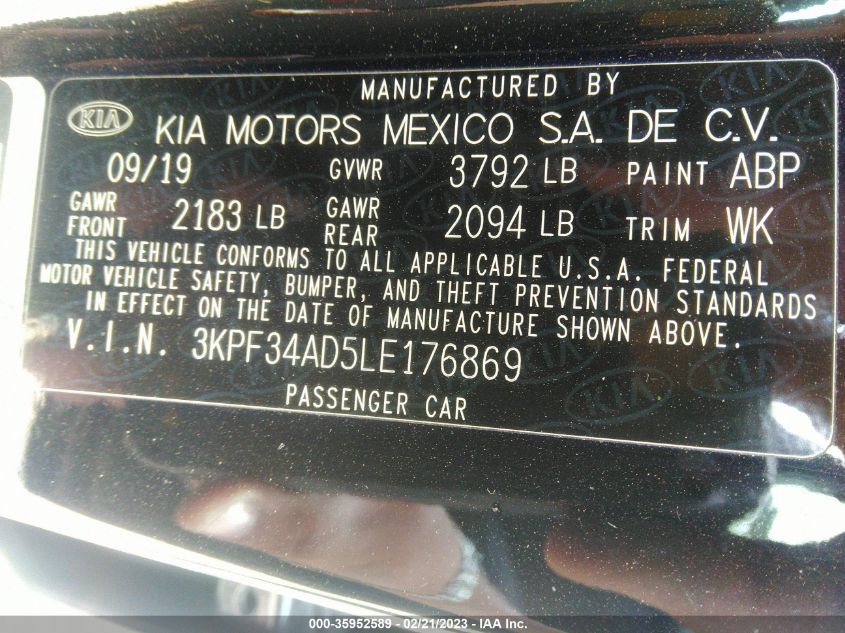 MANUFACTURED BY
KIA KIA MOTORS MEXICO S.A. DE C.V.
09/19 GVWR 3792 LB PAINT ABP
GAWR FRONT 2183 LB GAWR REAR 2094 LB TRIM WK
THIS VEHICLE CONFORMS TO ALL APPLICABLE U.S.A. FEDERAL
MOTOR VEHICLE SAFETY, BUMPER, AND THEFT PREVENTION STANDARDS
IN EFFECT ON THE DATE OF MANUFACTURE SHOWN ABOVE.
V.I.N. 3KPF34AD5LE176869
PASSENGER CAR
000-35952589 - 02/21/2023 - IAA Inc.